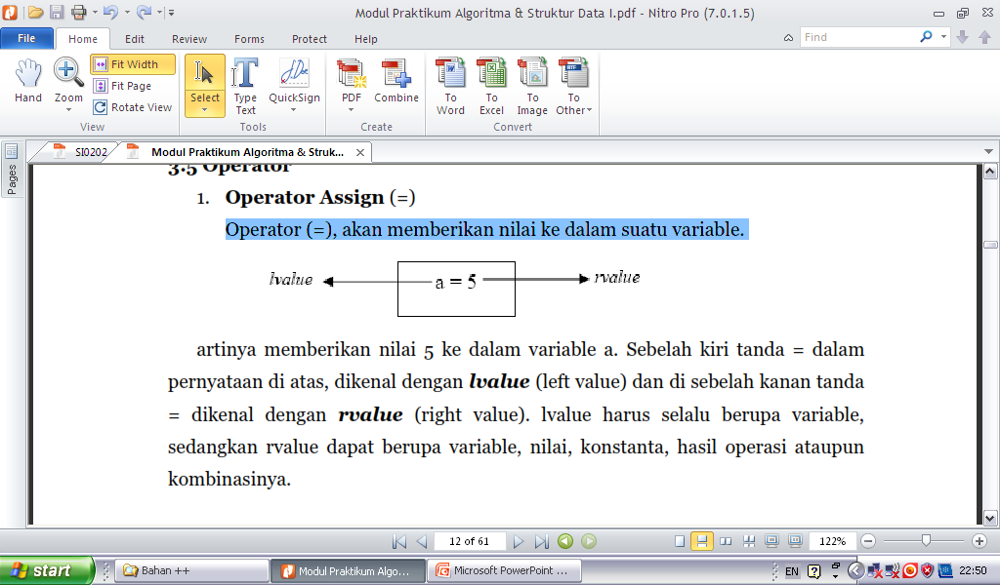 Modul Praktikum Algoritma & Struktur Data I.pdf - Nitro Pro (7.0.1.5)
File Home Edit Review Forms Protect Help Find
Hand Zoom Fit Width Fit Page Rotate View
Select Type Text QuickSign
PDF Combine
To Word To Excel To Image To Other
View Tools Create Convert
SI0202 Modul Praktikum Algoritma & Struk...
Pages
3.5 Operator
1. Operator Assign (=)
Operator (=), akan memberikan nilai ke dalam suatu variable.
lvalue a = 5 rvalue
artinya memberikan nilai 5 ke dalam variable a. Sebelah kiri tanda = dalam
pernyataan di atas, dikenal dengan lvalue (left value) dan di sebelah kanan tanda
= dikenal dengan rvalue (right value). lvalue harus selalu berupa variable,
sedangkan rvalue dapat berupa variable, nilai, konstanta, hasil operasi ataupun
kombinasinya.
12 of 61 122%
start Bahan ++ Modul Praktikum Algo... Microsoft PowerPoint ... EN 22:50